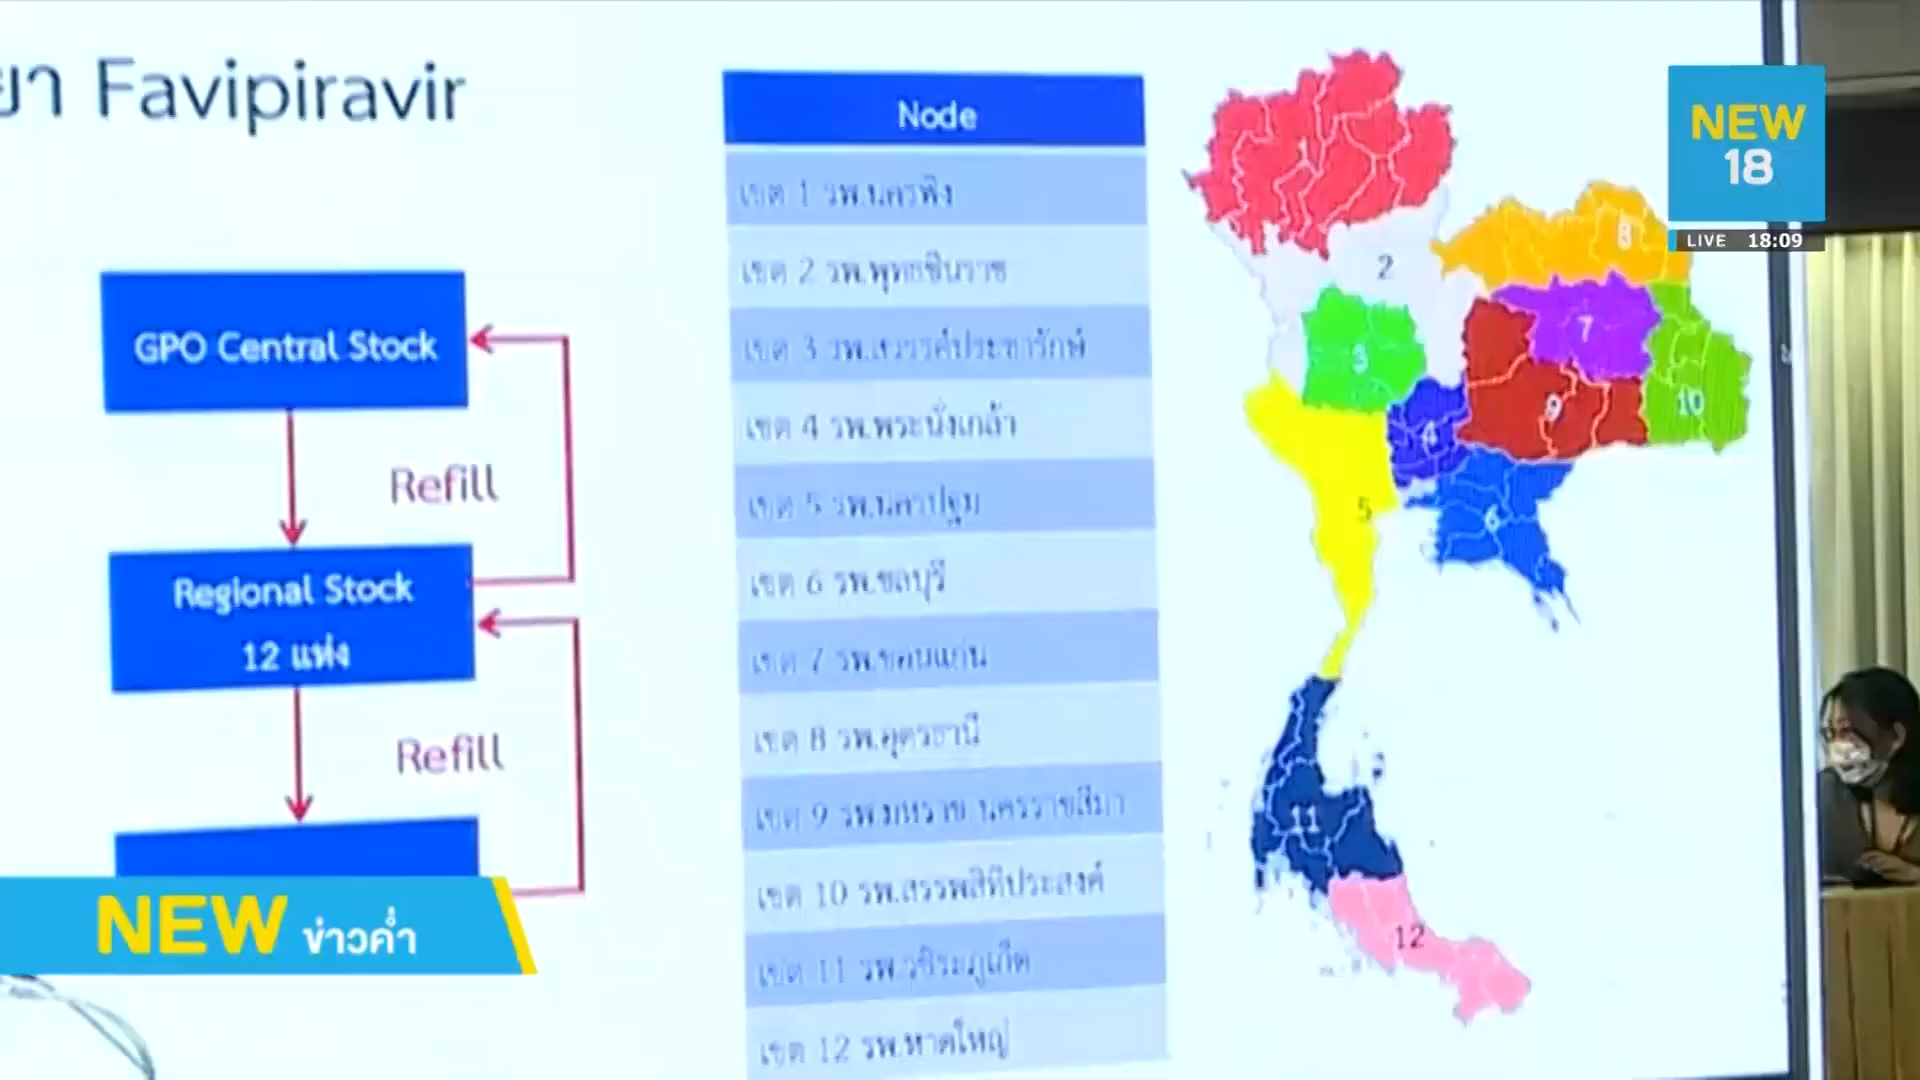 ยา Favipiravir
GPO Central Stock
Refill
Regional Stock
12 แห่ง
Refill
Node
เขต 1 รพ.นครพิงค์
เขต 2 รพ.พุทธชินราช
เขต 3 รพ.สวรรค์ประชารักษ์
เขต 4 รพ.พระนั่งเกล้า
เขต 5 รพ.นครปฐม
เขต 6 รพ.ชลบุรี
เขต 7 รพ.ขอนแก่น
เขต 8 รพ.อุดรธานี
เขต 9 รพ.มหาราช นครราชสีมา
เขต 10 รพ.สรรพสิทธิประสงค์
เขต 11 รพ.วชิระภูเก็ต
เขต 12 รพ.หาดใหญ่
1
2
3
4
5
6
7
8
9
10
11
12
NEW
18
LIVE 18:09
NEW ข่าวค่ำ